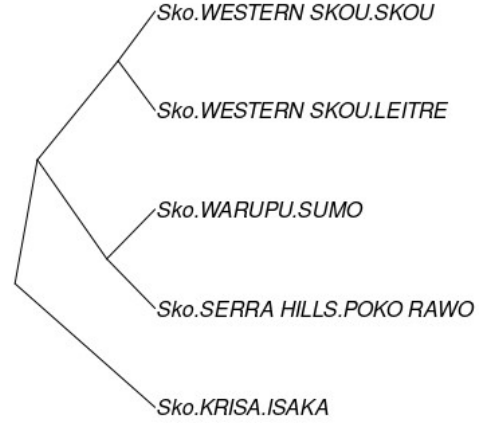 Sko.WESTERN SKOU.SKOU
Sko.WESTERN SKOU.LEITRE
Sko.WARUPU.SUMO
Sko.SERRA HILLS.POKO RAWO
Sko.KRISA.ISAKA